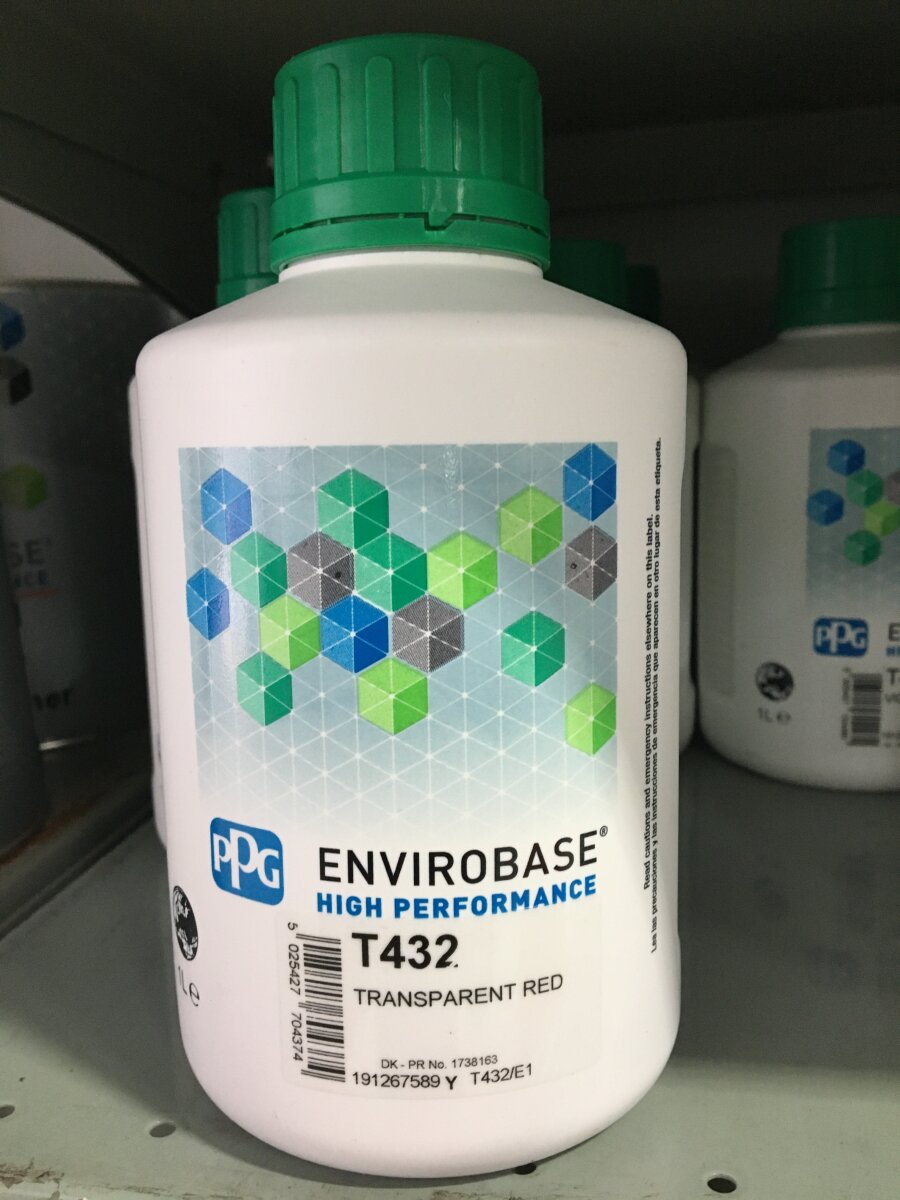 PPG
ENVIROBASE®
HIGH PERFORMANCE
T432
TRANSPARENT RED
DK - PR No. 1738163
191267589 Y T432/E1
5 025427 704374
1L e
Read cautions and emergency instructions elsewhere on this label.
Lea las precauciones y las instrucciones de emergencia que aparecen en otro lugar de esta etiqueta.
PPG
1L e